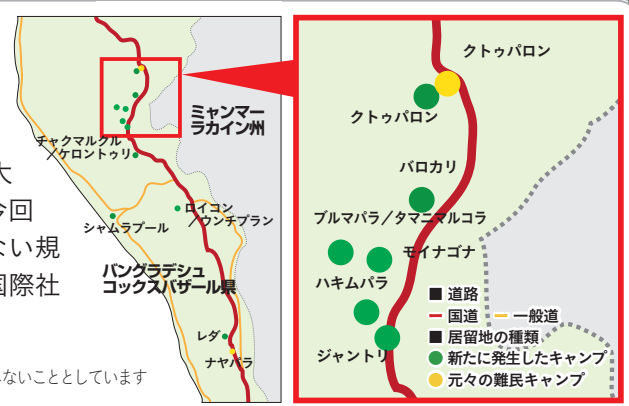 大
今回
ない規
国際社
ないこととしています
ミャンマー
ラカイン州
チャクマルクル
／ケロントゥリ
ロイコン
／ウンチプラン
シャムラプール
バングラデシュ
コックスバザール県
レダ
ナヤパラ
クトゥパロン
クトゥパロン
バロカリ
ブルマパラ／タマニマルコラ
モイナゴナ
ハキムパラ
ジャントリ
■ 道路
国道 一般道
■ 居留地の種類
新たに発生したキャンプ
元々の難民キャンプ